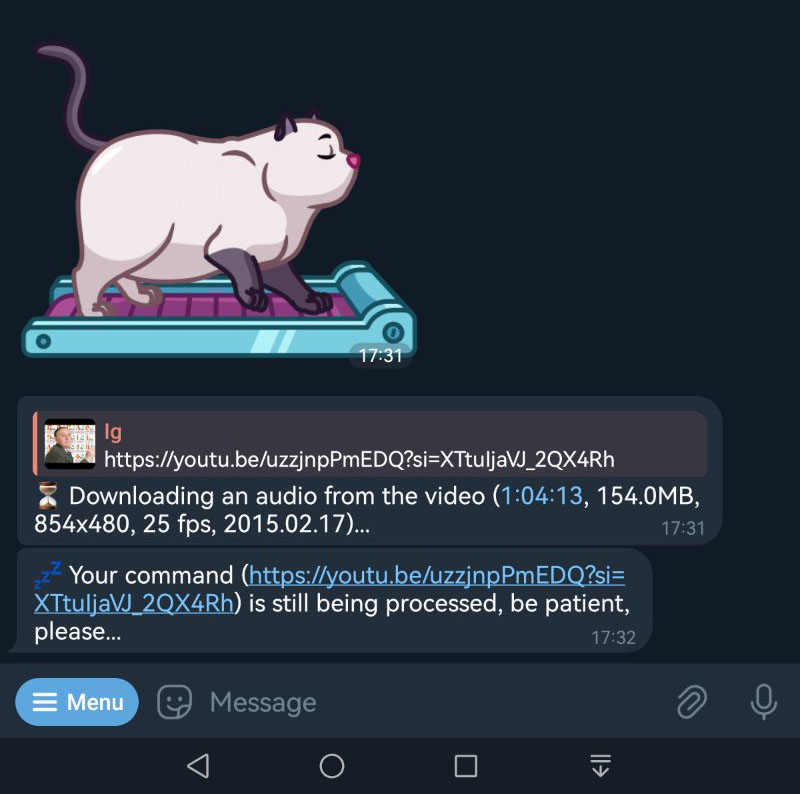 17:31
Ig
https://youtu.be/uzzjnpPmEDQ?si=XTtuIjaVJ_2QX4Rh
⏳ Downloading an audio from the video (1:04:13, 154.0MB,
854x480, 25 fps, 2015.02.17)...
17:31
💤 Your command (https://youtu.be/uzzjnpPmEDQ?si=
XTtuIjaVJ_2QX4Rh) is still being processed, be patient,
please...
17:32
Menu
Message